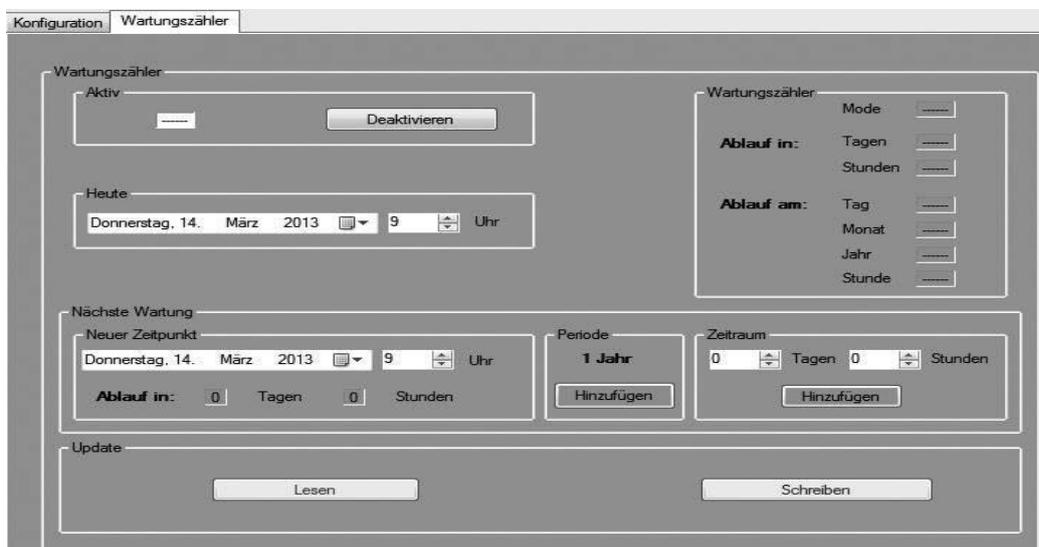 Konfiguration Wartungszähler
Wartungszähler
Aktiv
------ Deaktivieren
Heute
Donnerstag, 14. März 2013 9 Uhr
Wartungszähler
Mode ------
Ablauf in: Tagen ------
Stunden ------
Ablauf am: Tag ------
Monat ------
Jahr ------
Stunde ------
Nächste Wartung
Neuer Zeitpunkt
Donnerstag, 14. März 2013 9 Uhr
Ablauf in: 0 Tagen 0 Stunden
Periode
1 Jahr
Hinzufügen
Zeitraum
0 Tagen 0 Stunden
Hinzufügen
Update
Lesen Schreiben